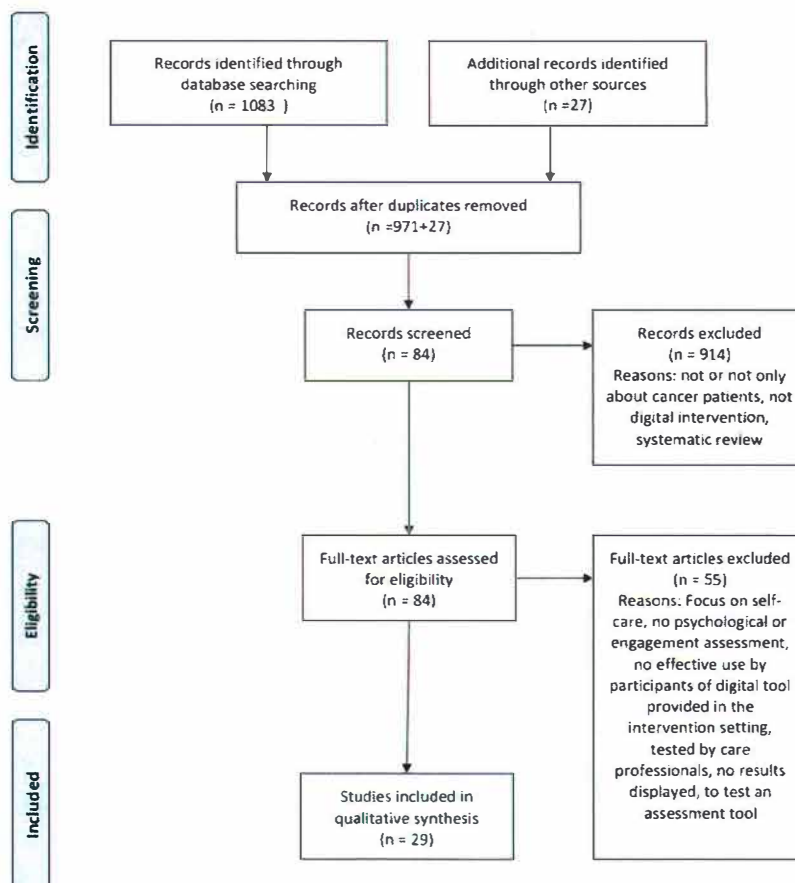 Identification
Records identified through
database searching
(n = 1083 )
Additional records identified
through other sources
(n =27)
Records after duplicates removed
(n =971+27)
Screening
Records screened
(n = 84)
Records excluded
(n = 914)
Reasons: not or not only
about cancer patients, not
digital intervention,
systematic review
Eligibility
Full-text articles assessed
for eligibility
(n = 84)
Full-text articles excluded
(n = 55)
Reasons: Focus on self-
care, no psychological or
engagement assessment,
no effective use by
participants of digital tool
provided in the
intervention setting,
tested by care
professionals, no results
displayed, to test an
assessment tool
Included
Studies included in
qualitative synthesis
(n = 29)